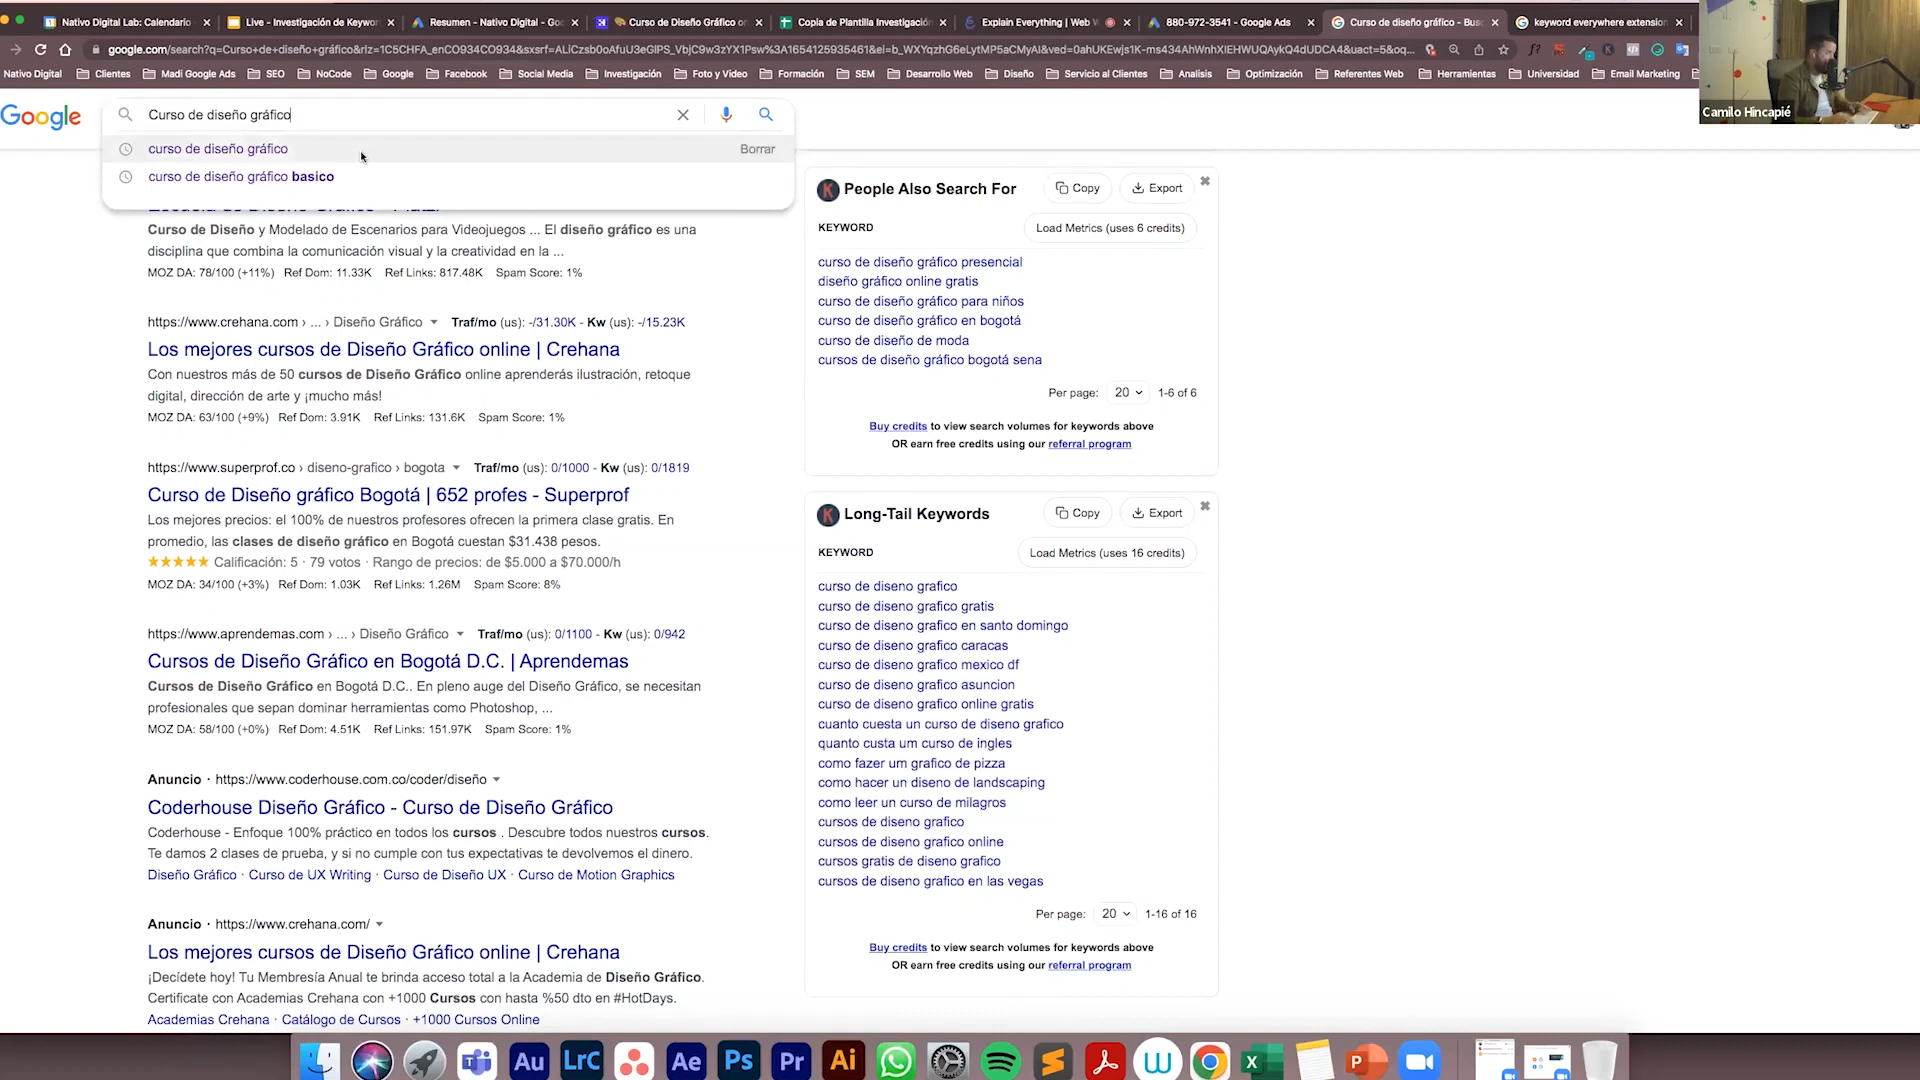 Nativo Digital Lab: Calendario
Live - Investigación de Keywor
Resumen - Nativo Digital - Goo
Curso de Diseño Gráfico on
Copia de Plantilla Investigación
Explain Everything | Web
880-972-3541 - Google Ads
Curso de diseño gráfico - Bus
keyword everywhere extension
Nativo Digital
Clientes
Madi Google Ads
SEO
NoCode
Google
Facebook
Social Media
Investigación
Foto y Video
Formación
SEM
Desarrollo Web
Diseño
Servicio al Clientes
Analisis
Optimización
Referentes Web
Herramientas
Universidad
Email Marketing
Camilo Hincapié
Google
Curso de diseño gráfico
curso de diseño gráfico
Borrar
curso de diseño gráfico basico
Curso de Diseño y Modelado de Escenarios para Videojuegos ... El diseño gráfico es una
disciplina que combina la comunicación visual y la creatividad en la ...
MOZ DA: 78/100 (+11%) Ref Dom: 11.33K Ref Links: 817.48K Spam Score: 1%
https://www.crehana.com › ... › Diseño Gráfico Traf/mo (us): -/31.30K - Kw (us): -/15.23K
Los mejores cursos de Diseño Gráfico online | Crehana
Con nuestros más de 50 cursos de Diseño Gráfico online aprenderás ilustración, retoque
digital, dirección de arte y ¡mucho más!
MOZ DA: 63/100 (+9%) Ref Dom: 3.91K Ref Links: 131.6K Spam Score: 1%
https://www.superprof.co › diseno-grafico › bogota Traf/mo (us): 0/1000 - Kw (us): 0/1819
Curso de Diseño gráfico Bogotá | 652 profes - Superprof
Los mejores precios: el 100% de nuestros profesores ofrecen la primera clase gratis. En
promedio, las clases de diseño gráfico en Bogotá cuestan $31.438 pesos.
Calificación: 5 · 79 votos · Rango de precios: de $5.000 a $70.000/h
MOZ DA: 34/100 (+3%) Ref Dom: 1.03K Ref Links: 1.26M Spam Score: 8%
https://www.aprendemas.com › ... › Diseño Gráfico Traf/mo (us): 0/1100 - Kw (us): 0/942
Cursos de Diseño Gráfico en Bogotá D.C. | Aprendemas
Cursos de Diseño Gráfico en Bogotá D.C.. En pleno auge del Diseño Gráfico, se necesitan
profesionales que sepan dominar herramientas como Photoshop, ...
MOZ DA: 58/100 (+0%) Ref Dom: 4.51K Ref Links: 151.97K Spam Score: 1%
Anuncio · https://www.coderhouse.com.co/coder/diseño
Coderhouse Diseño Gráfico - Curso de Diseño Gráfico
Coderhouse - Enfoque 100% práctico en todos los cursos . Descubre todos nuestros cursos.
Te damos 2 clases de prueba, y si no cumple con tus expectativas te devolvemos el dinero.
Diseño Gráfico · Curso de UX Writing · Curso de Diseño UX · Curso de Motion Graphics
Anuncio · https://www.crehana.com/
Los mejores cursos de Diseño Gráfico online | Crehana
¡Decídete hoy! Tu Membresía Anual te brinda acceso total a la Academia de Diseño Gráfico.
Certificate con Academias Crehana con +1000 Cursos con hasta %50 dto en #HotDays.
Academias Crehana · Catálogo de Cursos · +1000 Cursos Online
People Also Search For
Copy
Export
KEYWORD
Load Metrics (uses 6 credits)
curso de diseño gráfico presencial
diseño gráfico online gratis
curso de diseño gráfico para niños
curso de diseño gráfico en bogotá
curso de diseño de moda
cursos de diseño gráfico bogotá sena
Per page: 20 1-6 of 6
Buy credits to view search volumes for keywords above
OR earn free credits using our referral program
Long-Tail Keywords
Copy
Export
KEYWORD
Load Metrics (uses 16 credits)
curso de diseno grafico
curso de diseno grafico gratis
curso de diseno grafico en santo domingo
curso de diseno grafico caracas
curso de diseno grafico mexico df
curso de diseno grafico asuncion
curso de diseno grafico online gratis
cuanto cuesta un curso de diseno grafico
quanto custa um curso de ingles
como fazer um grafico de pizza
como hacer un diseno de landscaping
como leer un curso de milagros
cursos de diseno grafico
cursos de diseno grafico online
cursos gratis de diseno grafico
cursos de diseno grafico en las vegas
Per page: 20 1-16 of 16
Buy credits to view search volumes for keywords above
OR earn free credits using our referral program
Au
LrC
Ae
Ps
Pr
Ai